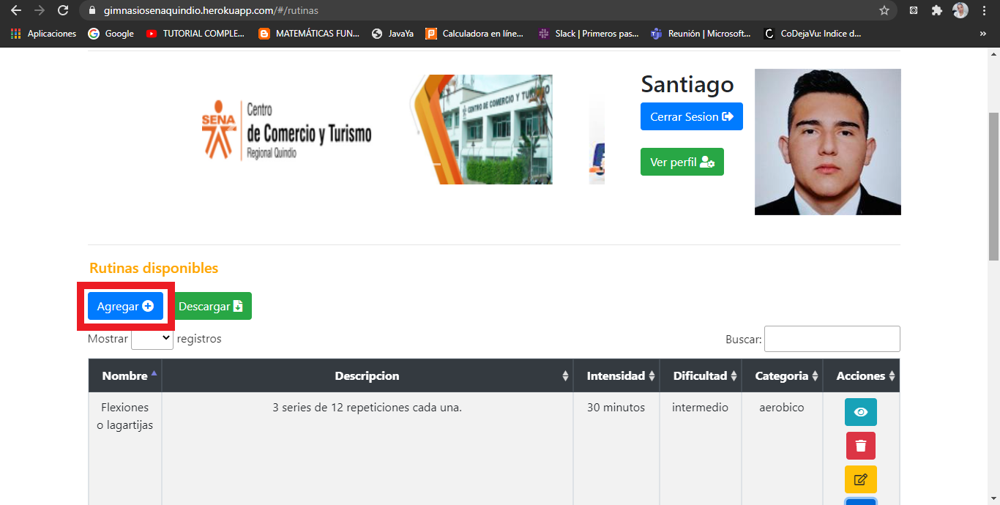 gimnasiosenaquindio.herokuapp.com/#/rutinas
Aplicaciones Google TUTORIAL COMPLE... MATEMÁTICAS FUN... JavaYa Calculadora en líne... Slack | Primeros pas... Reunión | Microsoft... CoDejaVu: Indice d... »
SENA
Centro
de Comercio y Turismo
Regional Quindío
CENTRO DE COMERCIO Y TURISMO
Santiago
Cerrar Sesion
Ver perfil
Rutinas disponibles
Agregar Descargar
Mostrar registros Buscar:
Nombre Descripcion Intensidad Dificultad Categoria Acciones
Flexiones 3 series de 12 repeticiones cada una. 30 minutos intermedio aerobico
o lagartijas